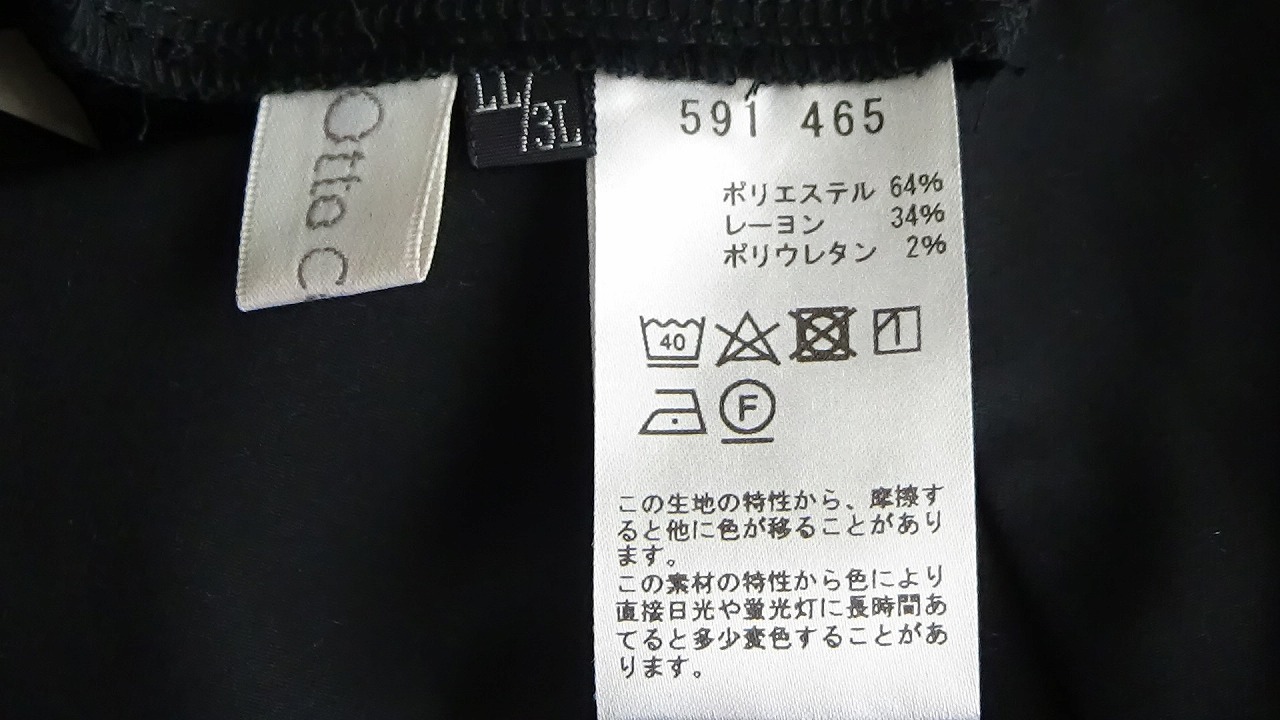 Otto C
LL/3L
591 465
ポリエステル 64%
レーヨン 34%
ポリウレタン 2%
40
F
この生地の特性から、摩擦す
ると他に色が移ることがあり
ます。
この素材の特性から色により
直接日光や蛍光灯に長時間あ
てると多少変色することがあ
ります。